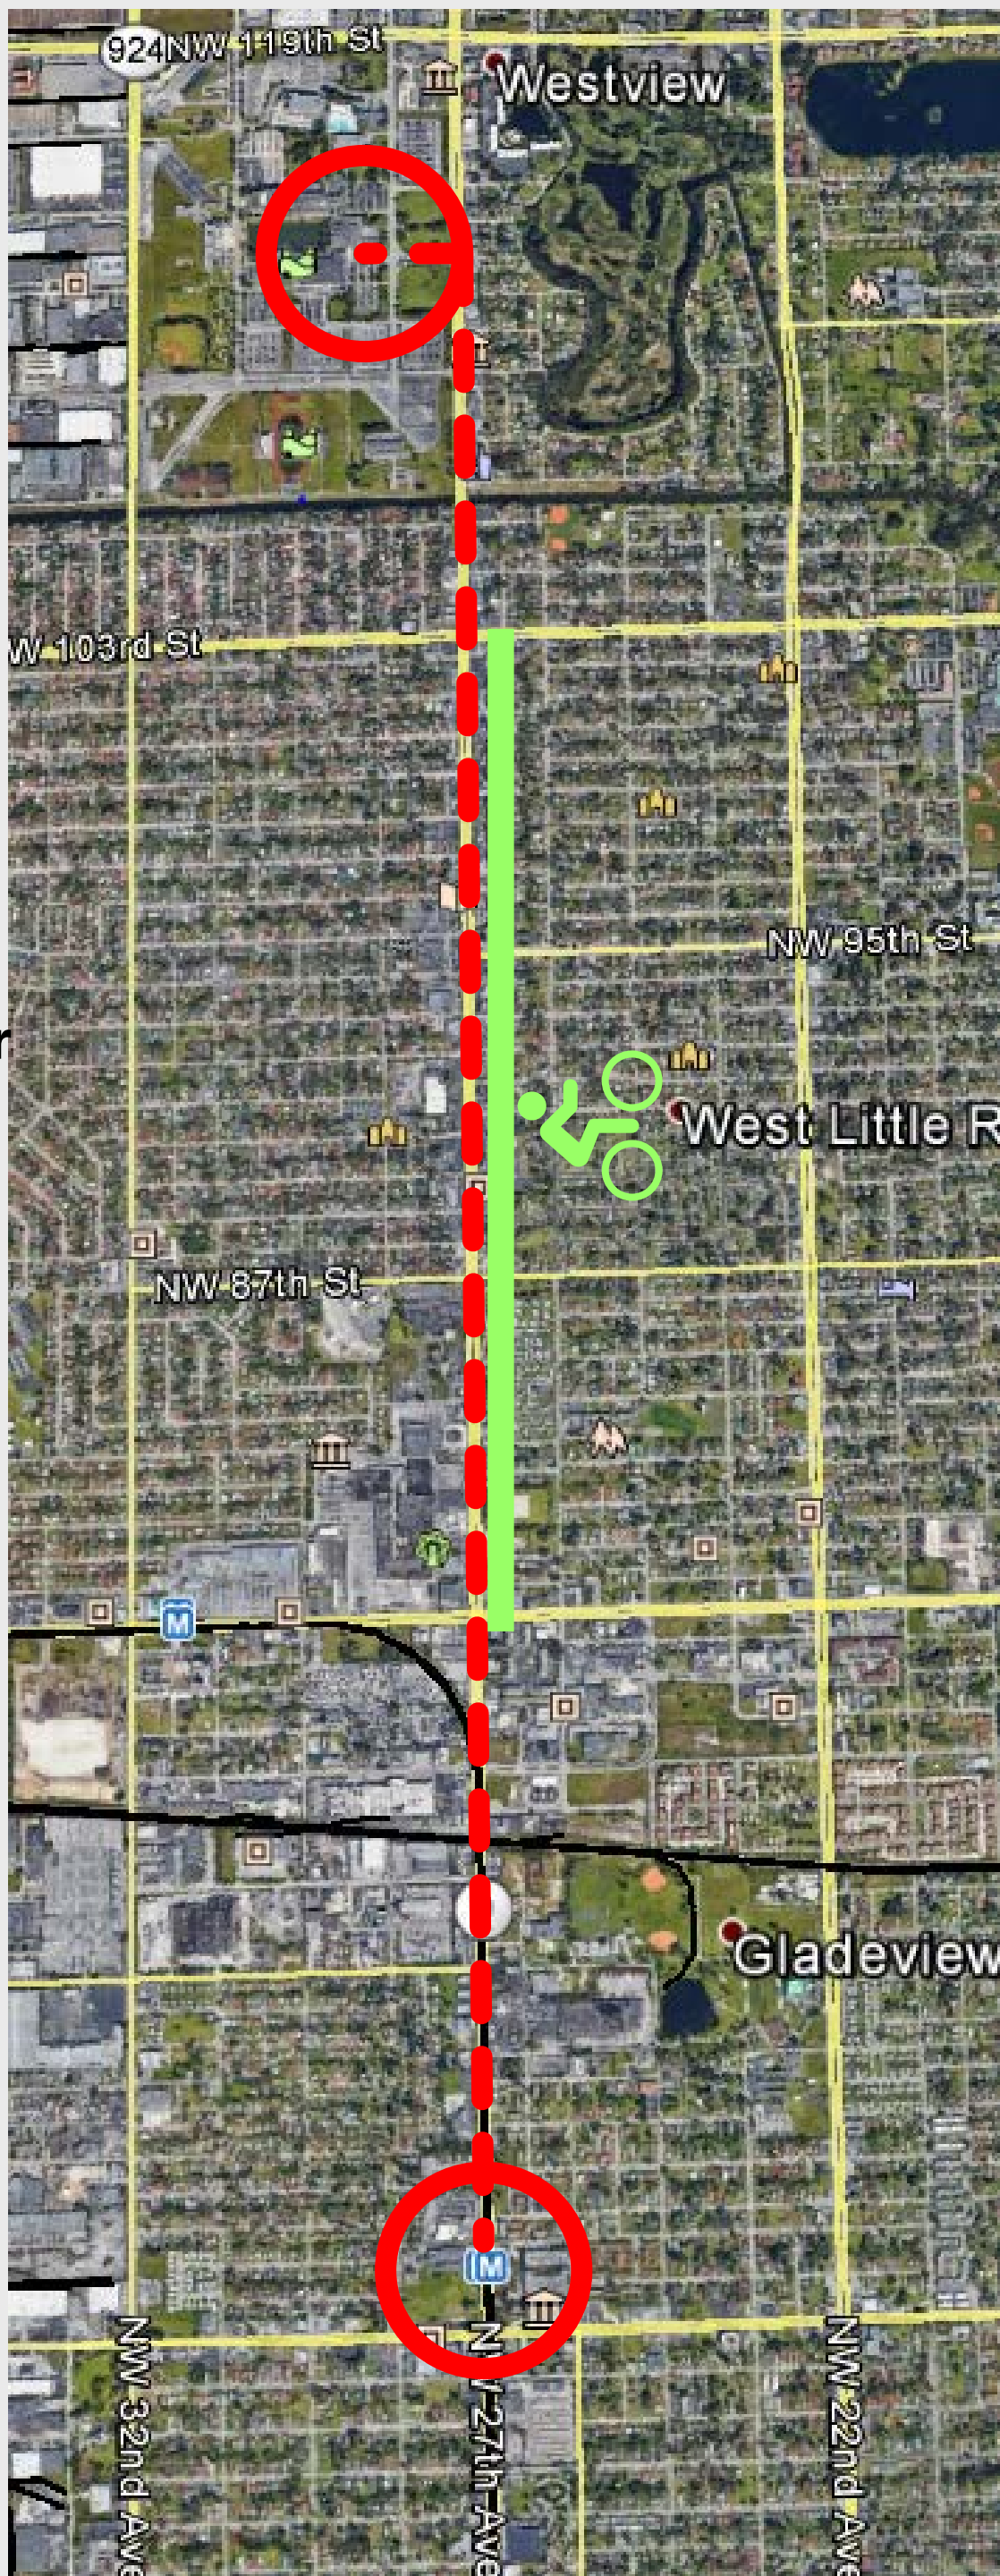 924
NW 119th St
Westview
W 103rd St
NW 95th St
r
West Little R
NW 87th St
M
Gladeview
M
NW 32nd Ave
NW 27th Ave
NW 22nd Ave